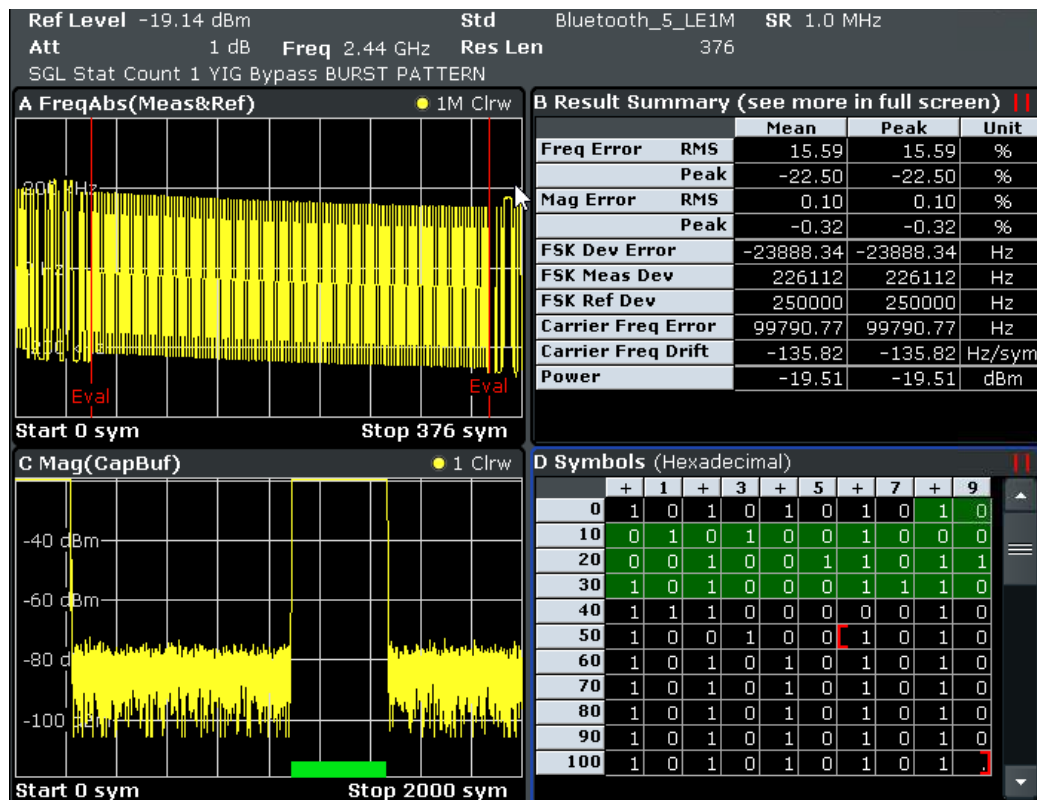 Ref Level -19.14 dBm Std Bluetooth_5_LE1M SR 1.0 MHz
Att 1 dB Freq 2.44 GHz Res Len 376
SGL Stat Count 1 YIG Bypass BURST PATTERN
A FreqAbs(Meas&Ref) 1M Clrw
0 Hz
Eval
Eval
Start 0 sym Stop 376 sym
B Result Summary (see more in full screen)
Mean Peak Unit
Freq Error RMS 15.59 15.59 %
Peak -22.50 -22.50 %
Mag Error RMS 0.10 0.10 %
Peak -0.32 -0.32 %
FSK Dev Error -23888.34 -23888.34 Hz
FSK Meas Dev 226112 226112 Hz
FSK Ref Dev 250000 250000 Hz
Carrier Freq Error 99790.77 99790.77 Hz
Carrier Freq Drift -135.82 -135.82 Hz/sym
Power -19.51 -19.51 dBm
C Mag(CapBuf) 1 Clrw
-40 dBm
-60 dBm
-80 d
-100
Start 0 sym Stop 2000 sym
D Symbols (Hexadecimal)
+ 1 + 3 + 5 + 7 + 9
0 1 0 1 0 1 0 1 0 1 0
10 0 1 0 1 0 0 1 0 0 0
20 0 0 1 0 0 1 1 0 1 1
30 1 0 1 0 0 0 1 1 1 0
40 1 1 1 0 0 0 0 0 1 0
50 1 0 0 1 0 0 [ 1 0 1 0
60 1 0 1 0 1 0 1 0 1 0
70 1 0 1 0 1 0 1 0 1 0
80 1 0 1 0 1 0 1 0 1 0
90 1 0 1 0 1 0 1 0 1 0
100 1 0 1 0 1 0 1 0 1 . ]